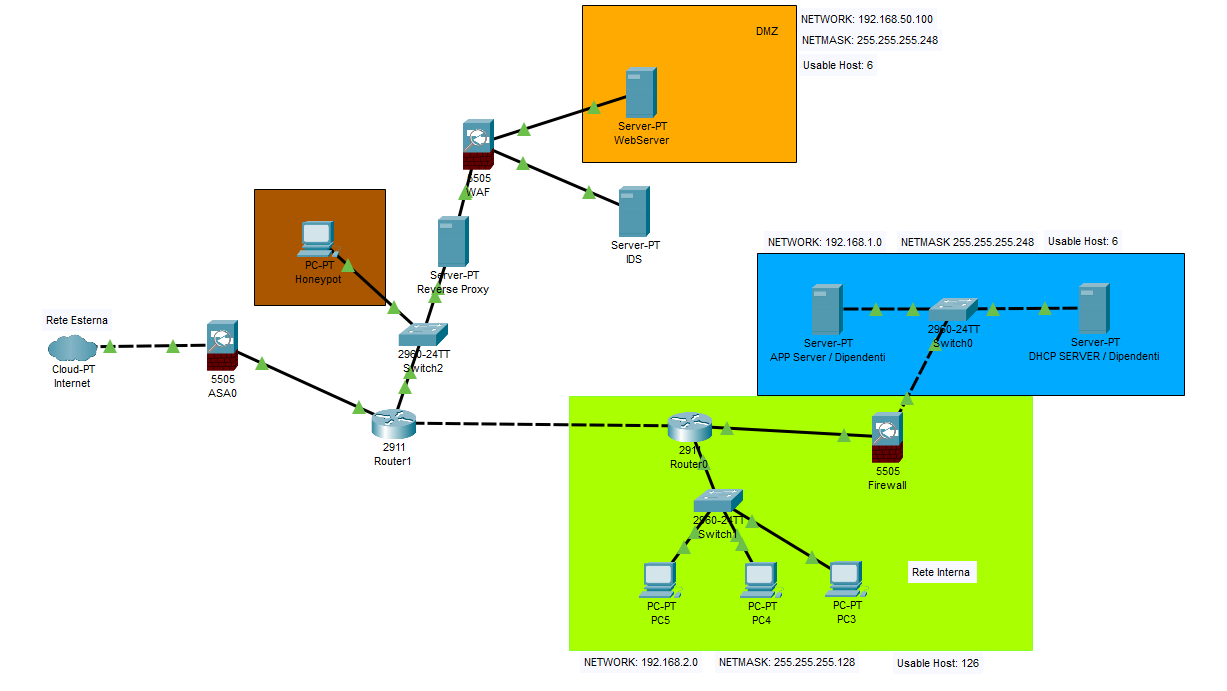 DMZ
NETWORK: 192.168.50.100
NETMASK: 255.255.255.248
Usable Host: 6
Server-PT
WebServer
5505
WAF
Server-PT
IDS
PC-PT
Honeypot
Server-PT
Reverse Proxy
NETWORK: 192.168.1.0
NETMASK 255.255.255.248
Usable Host: 6
Server-PT
APP Server / Dipendenti
2960-24TT
Switch0
Server-PT
DHCP SERVER / Dipendenti
Rete Esterna
Cloud-PT
Internet
5505
ASA0
2960-24TT
Switch2
2911
Router1
2911
Router0
5505
Firewall
2960-24TT
Switch1
Rete Interna
PC-PT
PC5
PC-PT
PC4
PC-PT
PC3
NETWORK: 192.168.2.0
NETMASK: 255.255.255.128
Usable Host: 126